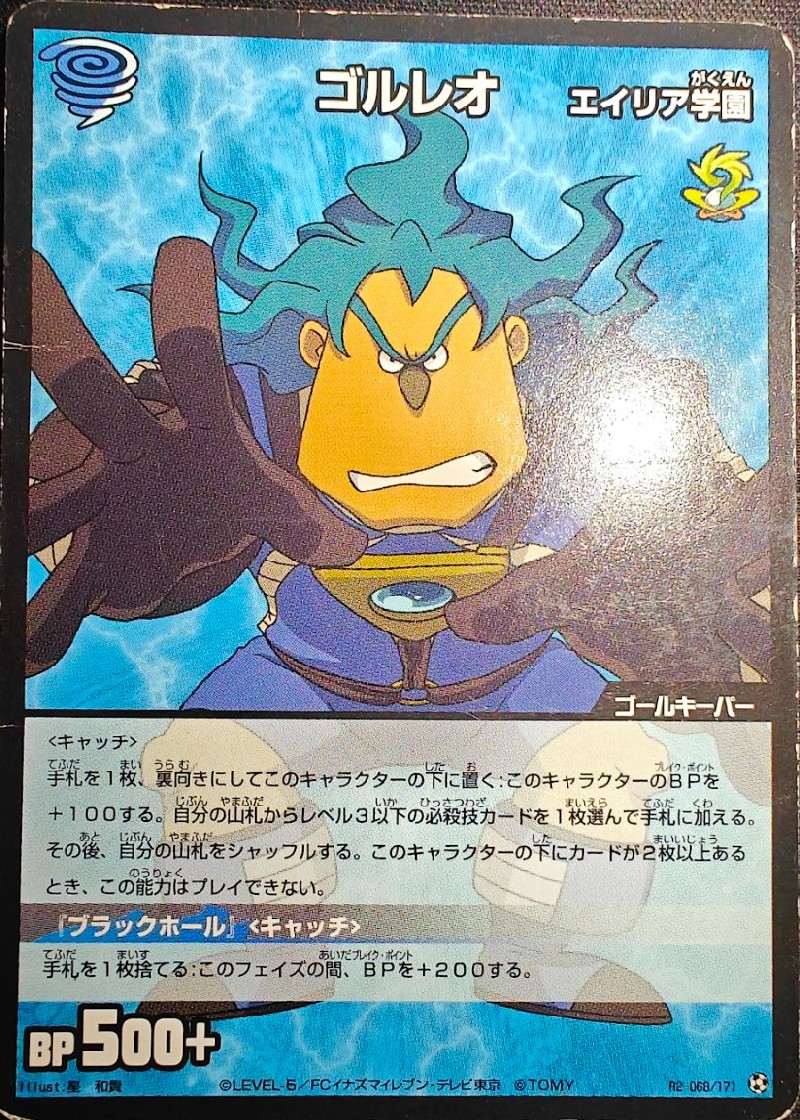 ゴルレオ
エイリア学園
がくえん
ゴールキーパー
<キャッチ>
手札を1枚、裏向きにしてこのキャラクターの下に置く:このキャラクターのBPを
+100する。自分の山札からレベル3以下の必殺技カードを1枚選んで手札に加える。
その後、自分の山札をシャッフルする。このキャラクターの下にカードが2枚以上ある
とき、この能力はプレイできない。
『ブラックホール』<キャッチ>
手札を1枚捨てる:このフェイズの間、BPを+200する。
BP 500+
Illust:星 和貴
©LEVEL-5/FCイナズマイレブン・テレビ東京 ©TOMY
R2-068/171